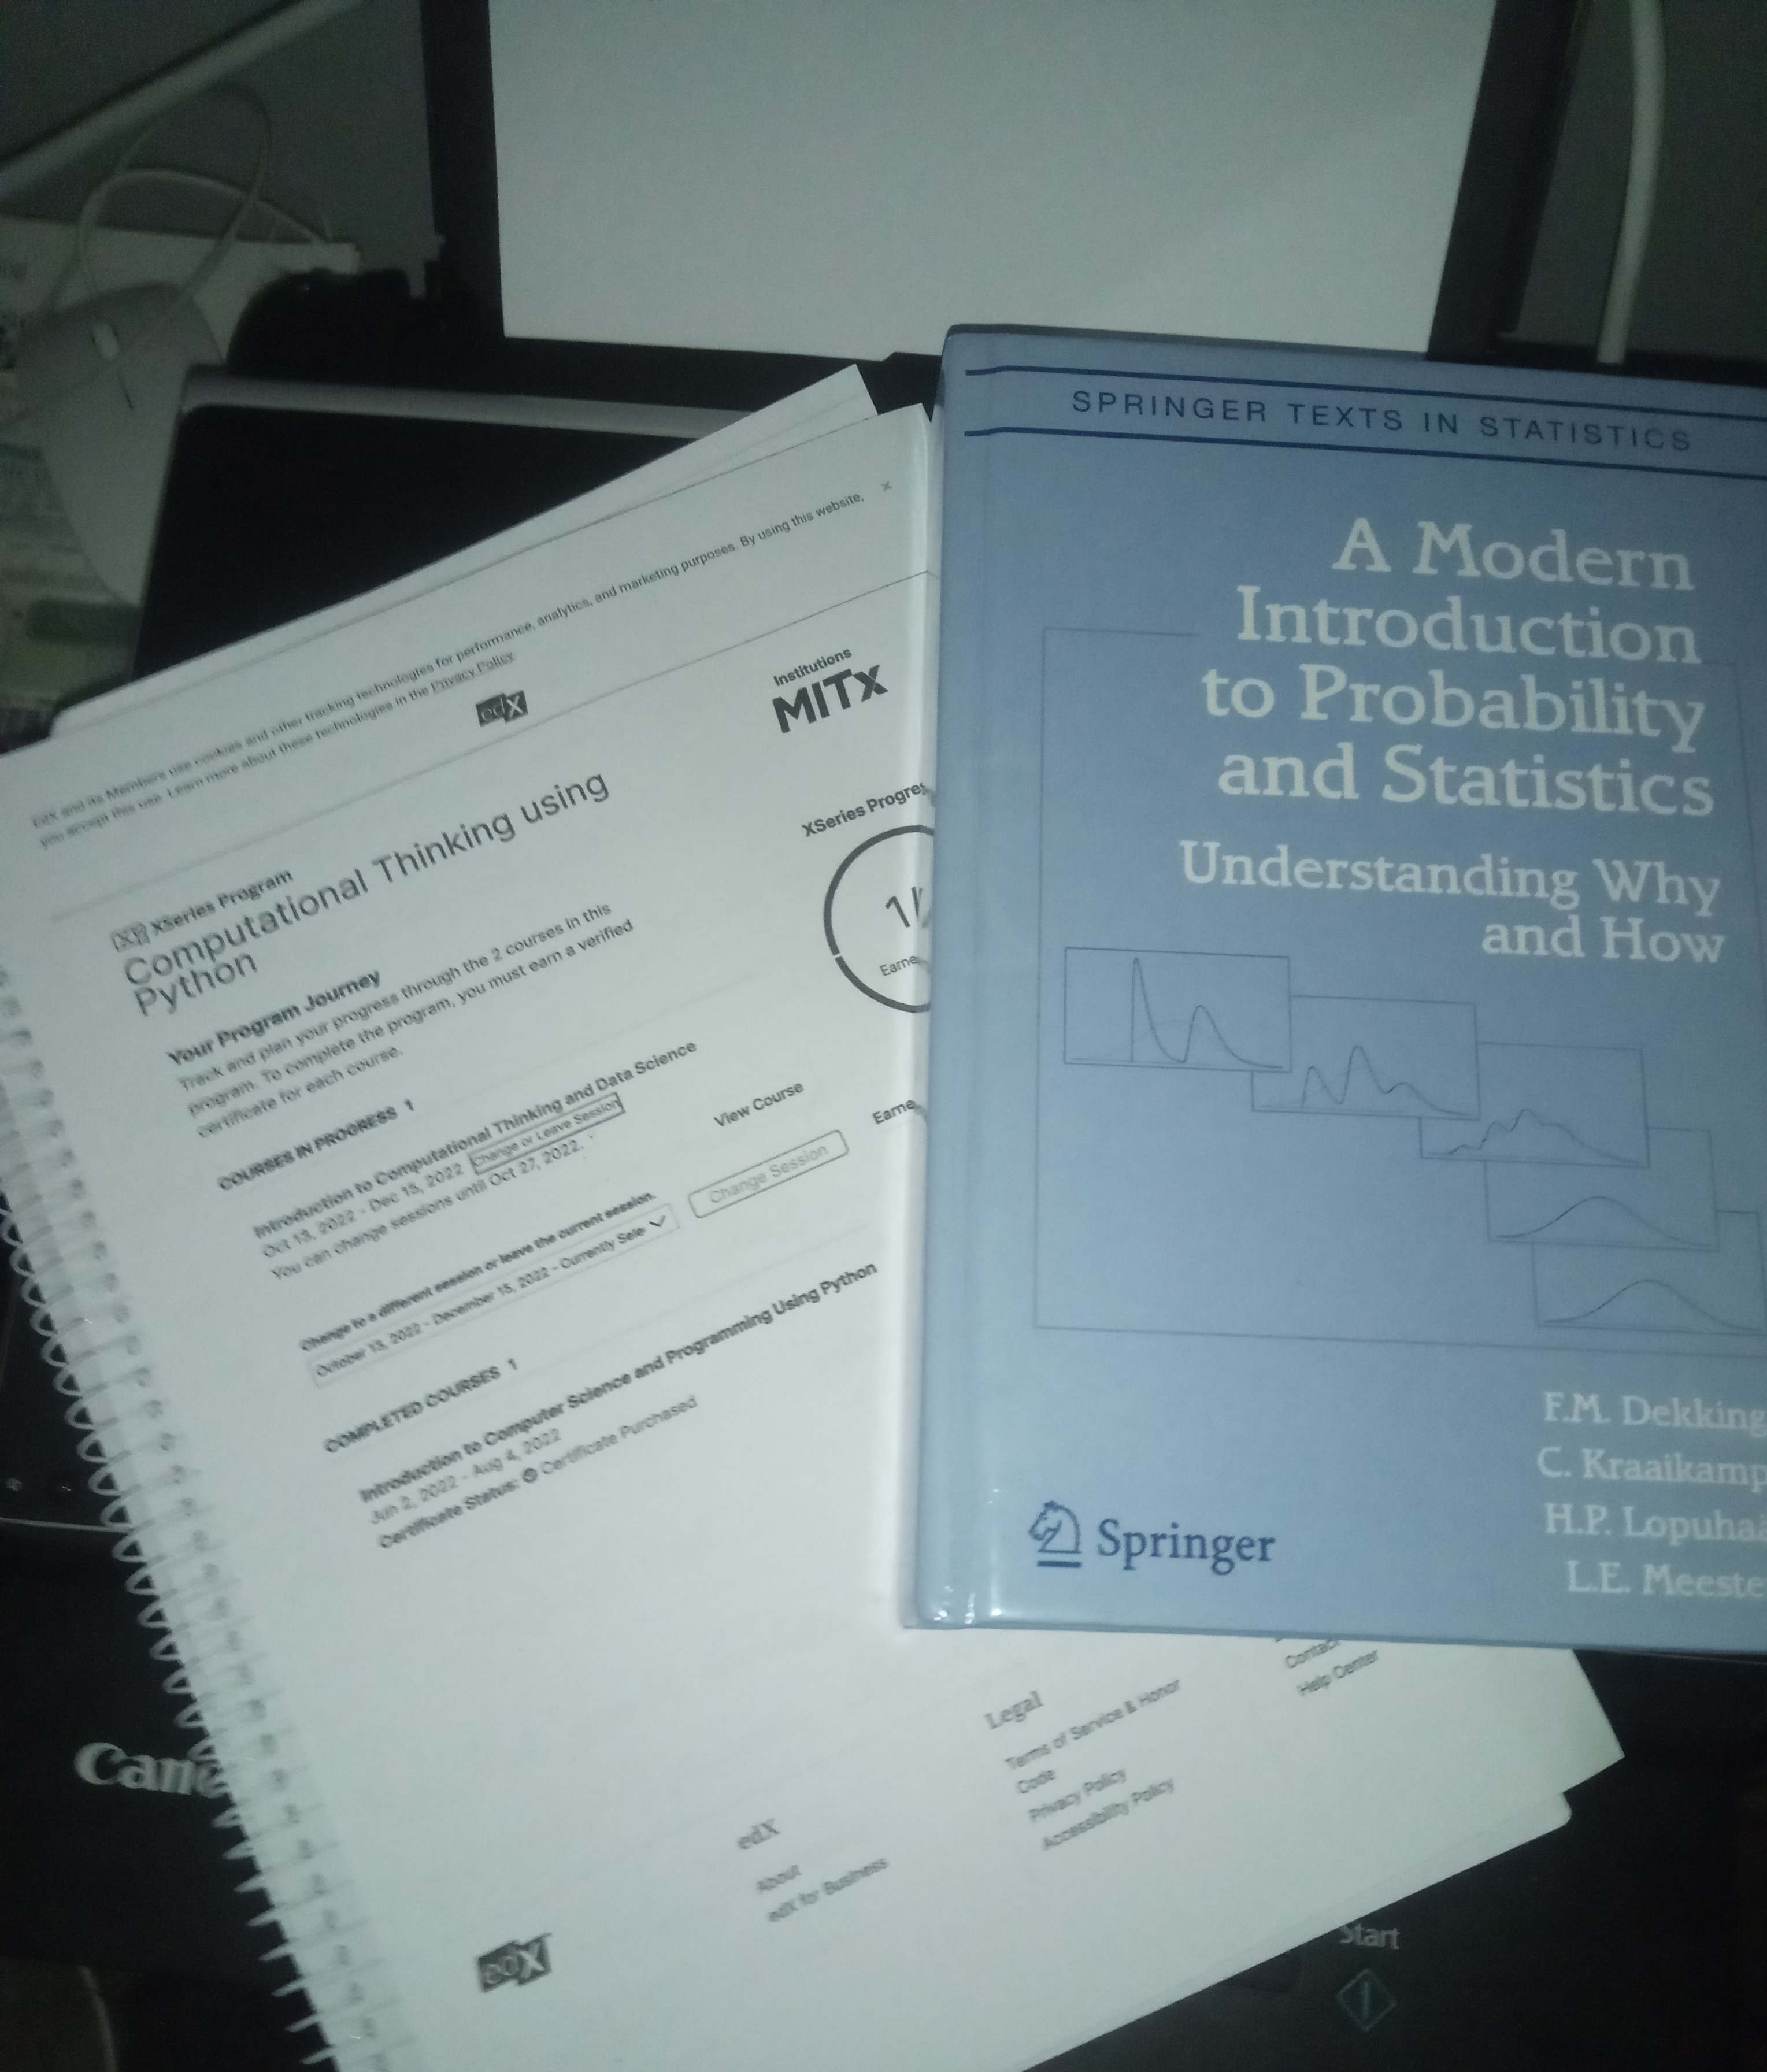 EdX and its Members use cookies and other tracking technologies for performance, analytics, and marketing purposes. By using this website,
you accept this use. Learn more about these technologies in the Privacy Policy.
×
edX
Institutions
MITx
XSeries Program
Computational Thinking using
Python
XSeries Progres
1/
Earne
Your Program Journey
Track and plan your progress through the 2 courses in this
program. To complete the program, you must earn a verified
certificate for each course.
COURSES IN PROGRESS 1
Introduction to Computational Thinking and Data Science
Oct 13, 2022 - Dec 15, 2022 Change or Leave Session
You can change sessions until Oct 27, 2022.
View Course
Earne
Change to a different session or leave the current session.
October 13, 2022 - December 15, 2022 - Currently Sele
Change Session
COMPLETED COURSES 1
Introduction to Computer Science and Programming Using Python
Jun 2, 2022 - Aug 4, 2022
Certificate Status: Certificate Purchased
edX
edX
About
edX for Business
Legal
Terms of Service & Honor
Code
Privacy Policy
Accessibility Policy
Contac
Help Center
SPRINGER TEXTS IN STATISTICS
A Modern
Introduction
to Probability
and Statistics
Understanding Why
and How
F.M. Dekking
C. Kraaikamp
H.P. Lopuhaä
L.E. Meeste
Springer
Cano
Start